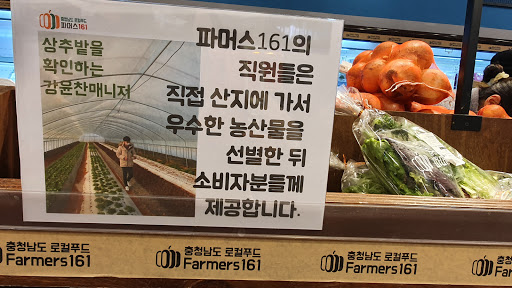 충청남도 로컬푸드
파머스161
상추밭을
확인하는
강윤찬매니저
파머스161의
직원들은
직접 산지에 가서
우수한 농산물을
선별한 뒤
소비자분들께
제공합니다.
충청남도 로컬푸드
Farmers161
충청남도 로컬푸드
Farmers161
충청남도 로컬푸드
Farmers161